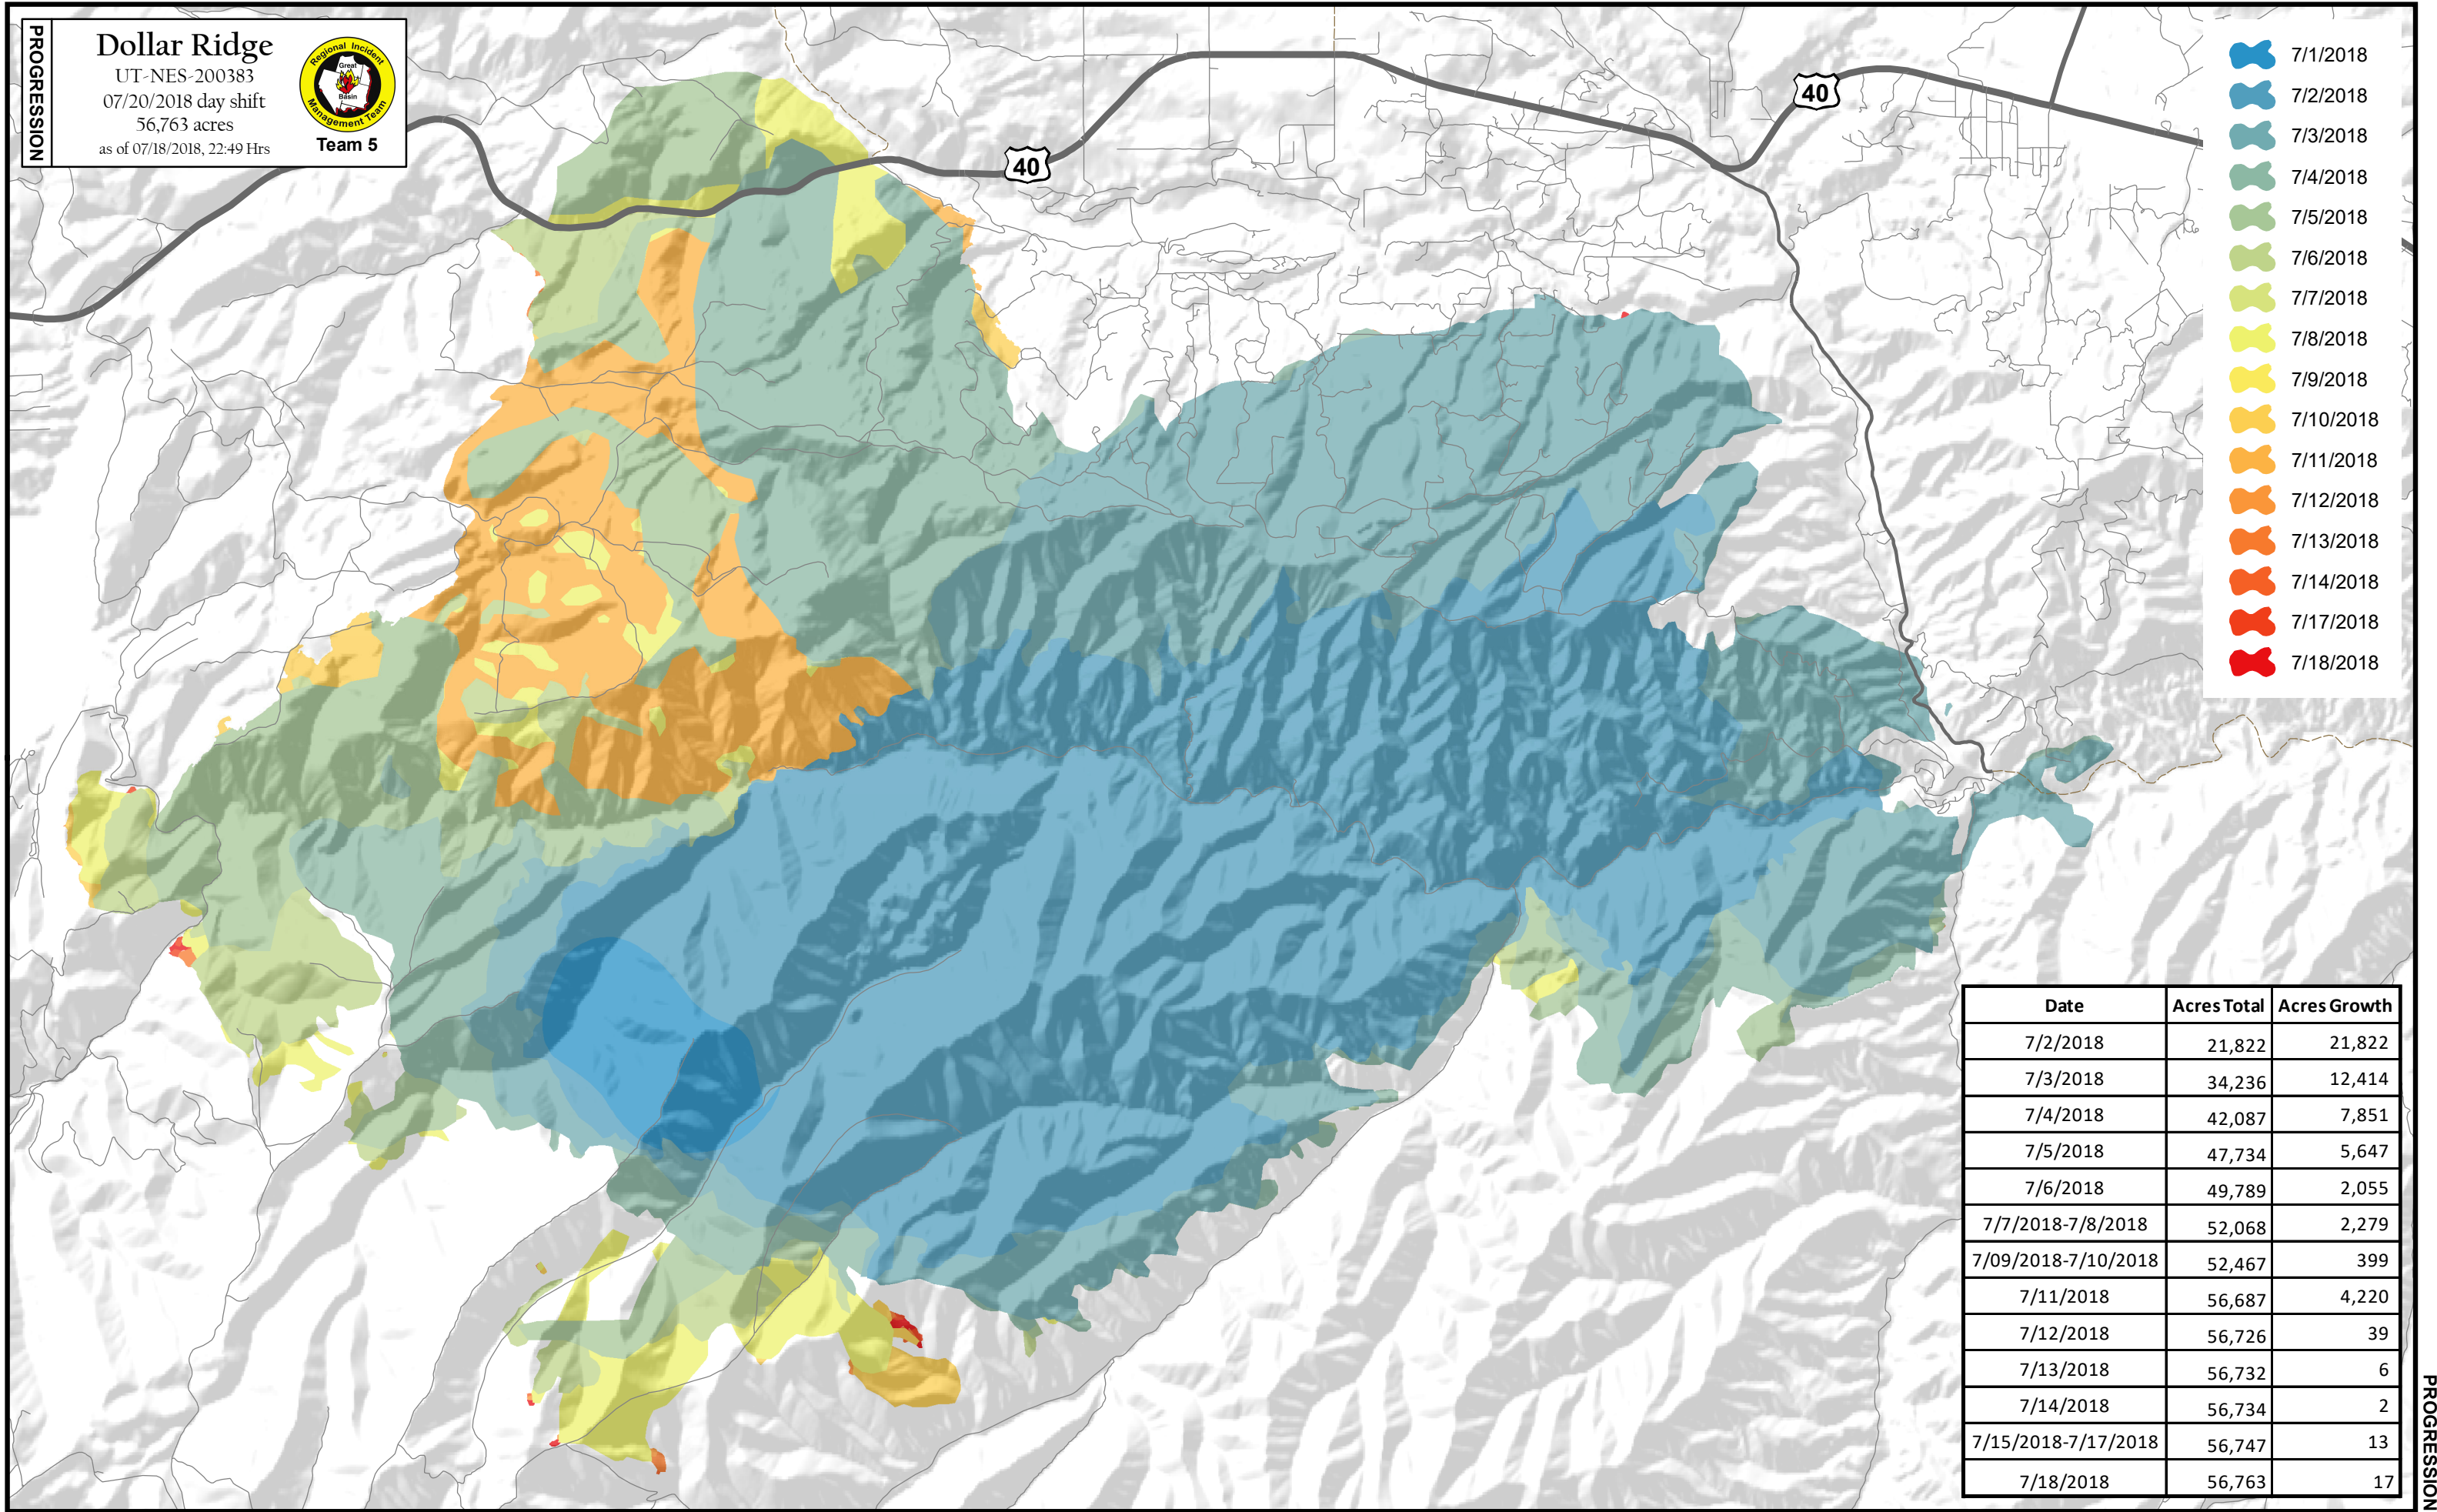 PROGRESSION
Dollar Ridge
UT-NES-200383
07/20/2018 day shift
56,763 acres
as of 07/18/2018, 22:49 Hrs
Regional Incident
Great
Basin
Management Team
Team 5
40
40
7/1/2018
7/2/2018
7/3/2018
7/4/2018
7/5/2018
7/6/2018
7/7/2018
7/8/2018
7/9/2018
7/10/2018
7/11/2018
7/12/2018
7/13/2018
7/14/2018
7/17/2018
7/18/2018
Date Acres Total Acres Growth
7/2/2018 21,822 21,822
7/3/2018 34,236 12,414
7/4/2018 42,087 7,851
7/5/2018 47,734 5,647
7/6/2018 49,789 2,055
7/7/2018-7/8/2018 52,068 2,279
7/09/2018-7/10/2018 52,467 399
7/11/2018 56,687 4,220
7/12/2018 56,726 39
7/13/2018 56,732 6
7/14/2018 56,734 2
7/15/2018-7/17/2018 56,747 13
7/18/2018 56,763 17
PROGRESSION